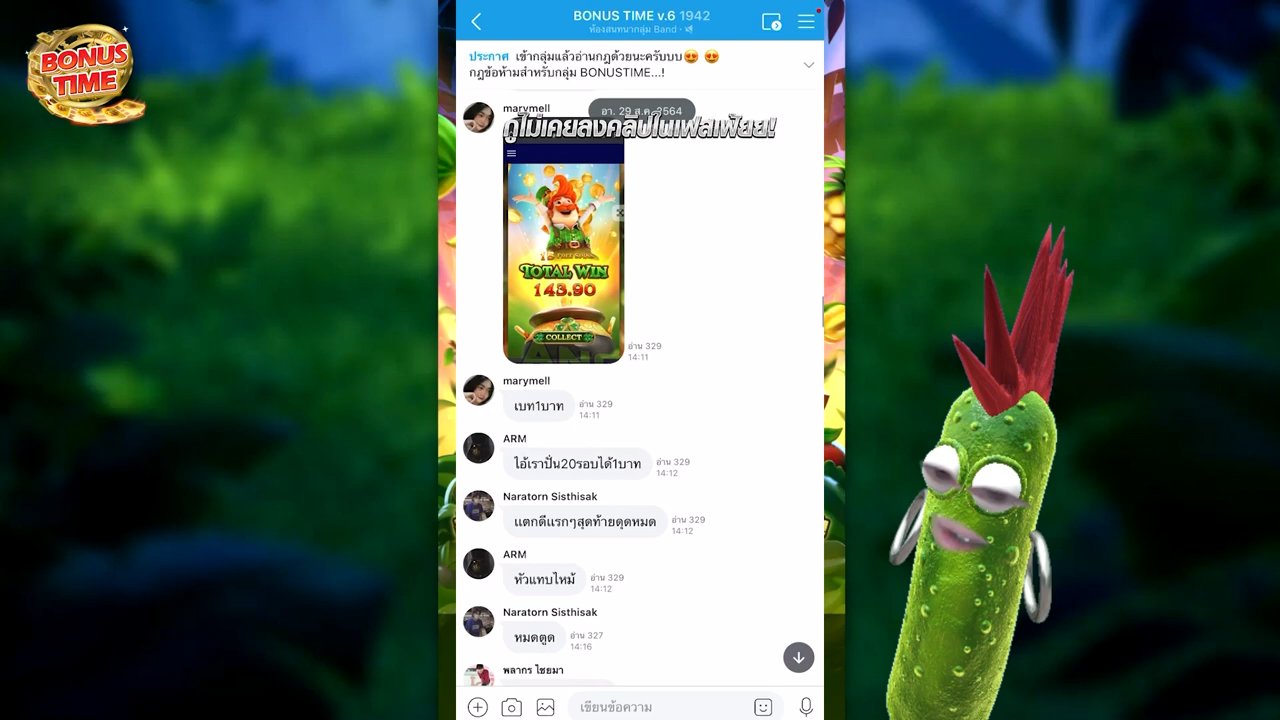 BONUS TIME
BONUS TIME v.6 1942
ห้องสนทนากลุ่ม Band
ประกาศ เข้ากลุ่มแล้วอ่านกฎด้วยนะครับบบ😍 😍
กฎข้อห้ามสำหรับกลุ่ม BONUSTIME...!
marymell
อา. 29 ส.ค. 2564
กูไม่เคยลงคลิปในเฟสเฟ้ยย!
TOTAL WIN
143.90
COLLECT
อ่าน 329
14:11
marymell
เบท1บาท
อ่าน 329
14:11
ARM
ไอ้เราปั่น20รอบได้1บาท
อ่าน 329
14:12
Naratorn Sisthisak
แตกดีแรกๆสุดท้ายดุดหมด
อ่าน 329
14:12
ARM
หัวแทบไหม้
อ่าน 329
14:12
Naratorn Sisthisak
หมดตูด
อ่าน 327
14:16
พลากร ไชยมา
เขียนข้อความ